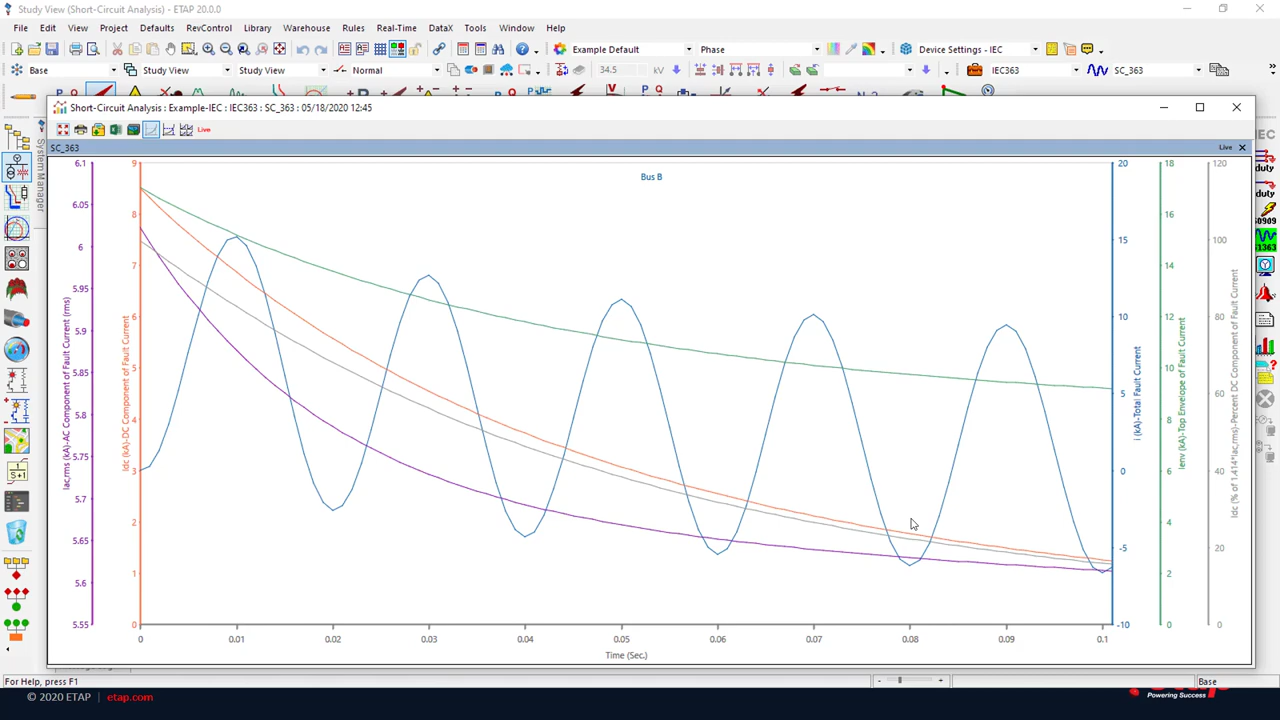 Study View (Short-Circuit Analysis) - ETAP 20.0.0
File Edit View Project Defaults RevControl Library Warehouse Rules Real-Time DataX Tools Window Help
Example Default Phase Device Settings - IEC
Base Study View Study View Normal 34.5 kV IEC363 SC_363
Short-Circuit Analysis : Example-IEC : IEC363 : SC_363 : 05/18/2020 12:45
Live
SC_363 Live
System Manager
Bus B
6.1
6.05
6
5.95
5.9
5.85
5.8
5.75
5.7
5.65
5.6
5.55
Iac,rms (kA)-AC Component of Fault Current (rms)
9
8
7
6
5
4
3
2
1
0
Idc (kA)-DC Component of Fault Current
20
15
10
5
0
-5
-10
i (kA)-Total Fault Current
18
16
14
12
10
8
6
4
2
0
Ienv (kA)-Top Envelope of Fault Current
120
100
80
60
40
20
0
Idc (% of 1.414*Iac,rms)-Percent DC Component of Fault Current
0 0.01 0.02 0.03 0.04 0.05 0.06 0.07 0.08 0.09 0.1
Time (Sec.)
duty
duty
For Help, press F1 Base
© 2020 ETAP | etap.com
Powering Success